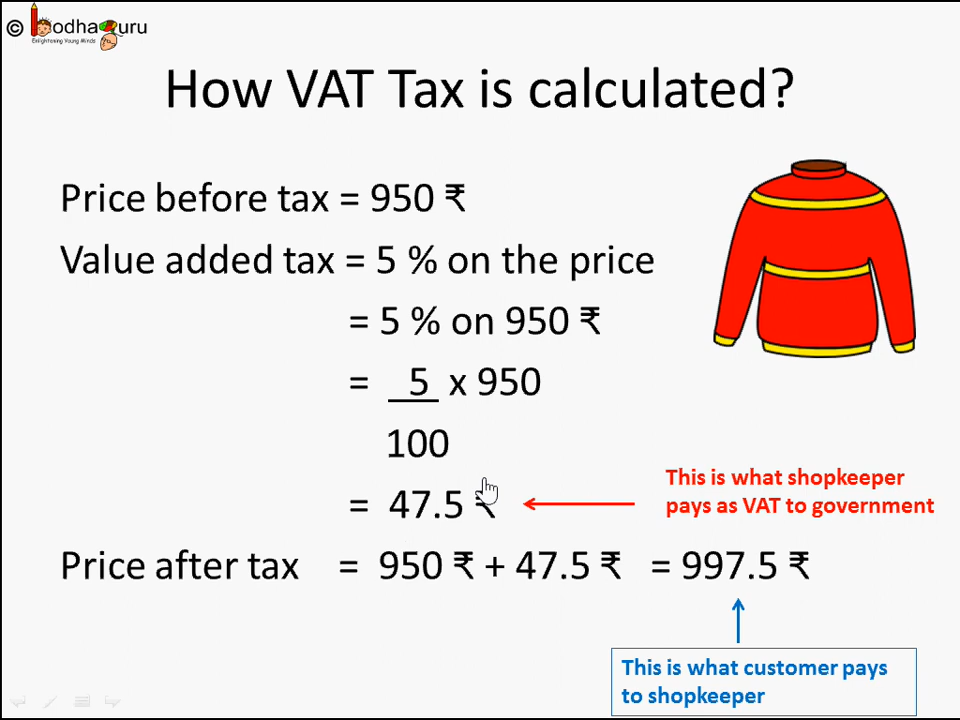 © BodhaGuru
Enlightening Young Minds
How VAT Tax is calculated?
Price before tax = 950 ₹
Value added tax = 5 % on the price
= 5 % on 950 ₹
= 5 x 950
100
= 47.5 ₹
This is what shopkeeper
pays as VAT to government
Price after tax = 950 ₹ + 47.5 ₹ = 997.5 ₹
This is what customer pays
to shopkeeper